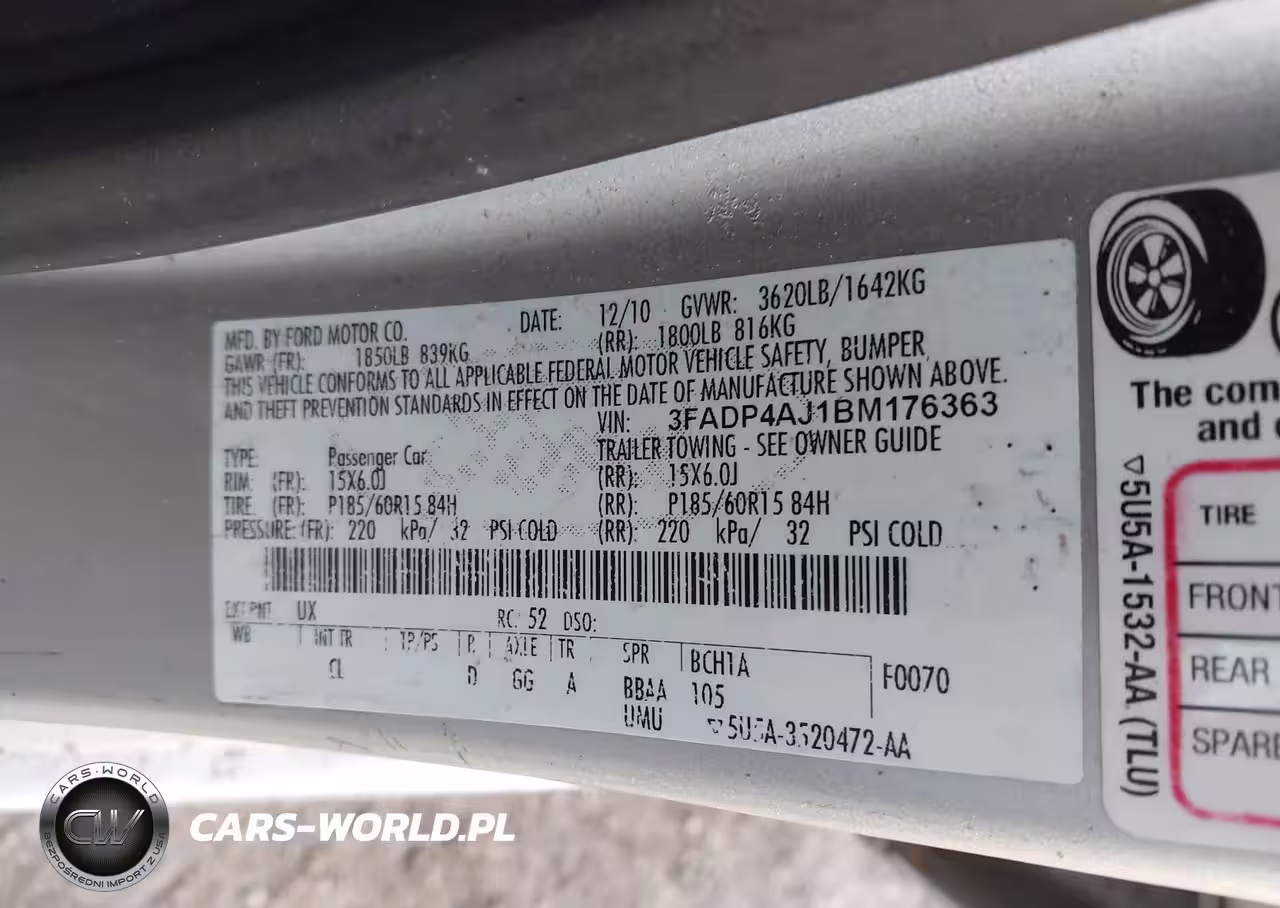 MFD. BY FORD MOTOR CO. DATE: 12/10 GVWR: 3620LB/1642KG
GAWR (FR): 1850LB 839KG (RR): 1800LB 816KG
THIS VEHICLE CONFORMS TO ALL APPLICABLE FEDERAL MOTOR VEHICLE SAFETY, BUMPER,
AND THEFT PREVENTION STANDARDS IN EFFECT ON THE DATE OF MANUFACTURE SHOWN ABOVE.
VIN: 3FADP4AJ1BM176363
TRAILER TOWING - SEE OWNER GUIDE
TYPE: Passenger Car
RIM: (FR): 15X6.0J (RR): 15X6.0J
TIRE: (FR): P185/60R15 84H (RR): P185/60R15 84H
PRESSURE: (FR): 220 kPa/ 32 PSI COLD (RR): 220 kPa/ 32 PSI COLD
EXT PNT UX RC: 52 DSO:
WB INT TR TP/PS R AXLE TR SPR BCH1A
CL D GG A BBAA 105 F0070
UMU ▽5U5A-3520472-AA
The com
and
▽5U5A-1532-AA (TLU)
TIRE
FRONT
REAR
SPARE
CARS-WORLD
CW
BEZPOŚREDNI IMPORT Z USA
CARS-WORLD.PL